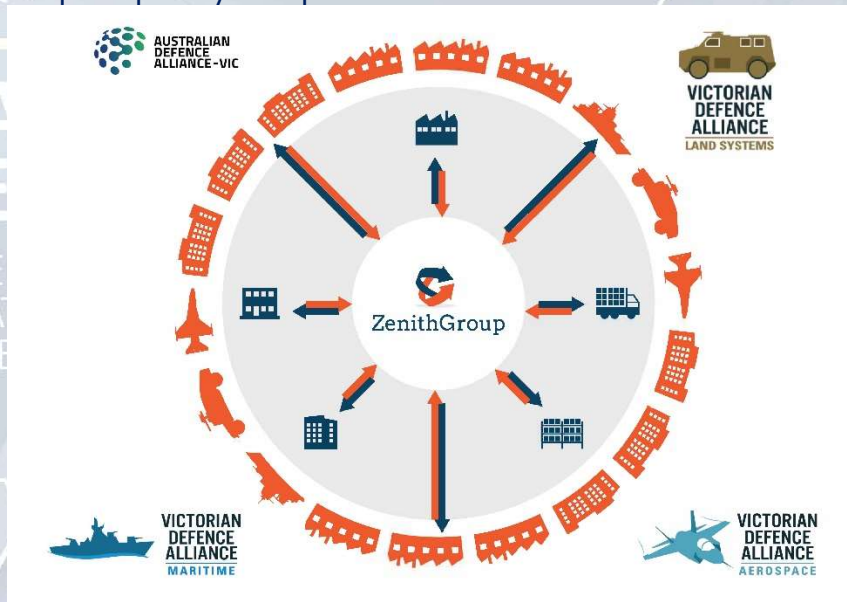 AUSTRALIAN
DEFENCE
ALLIANCE-VIC
VICTORIAN
DEFENCE
ALLIANCE
LAND SYSTEMS
ZenithGroup
VICTORIAN
DEFENCE
ALLIANCE
MARITIME
VICTORIAN
DEFENCE
ALLIANCE
AEROSPACE